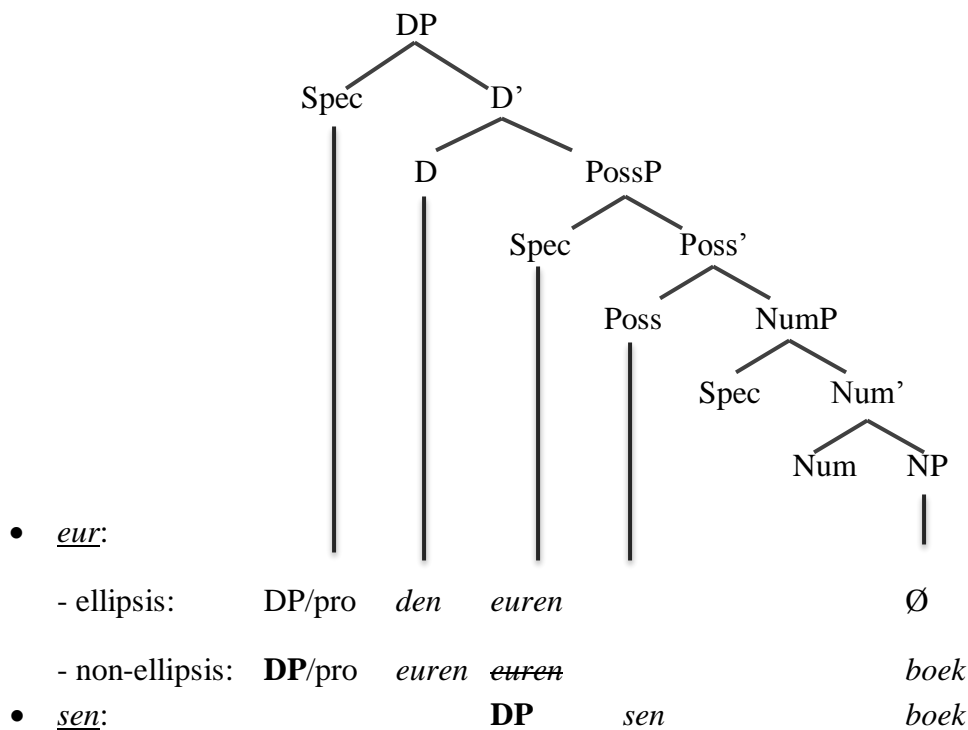 DP
Spec D’
D PossP
Spec Poss’
Poss NumP
Spec Num’
Num NP
• eur:
- ellipsis: DP/pro den euren Ø
- non-ellipsis: DP/pro euren euren boek
• sen: DP sen boek